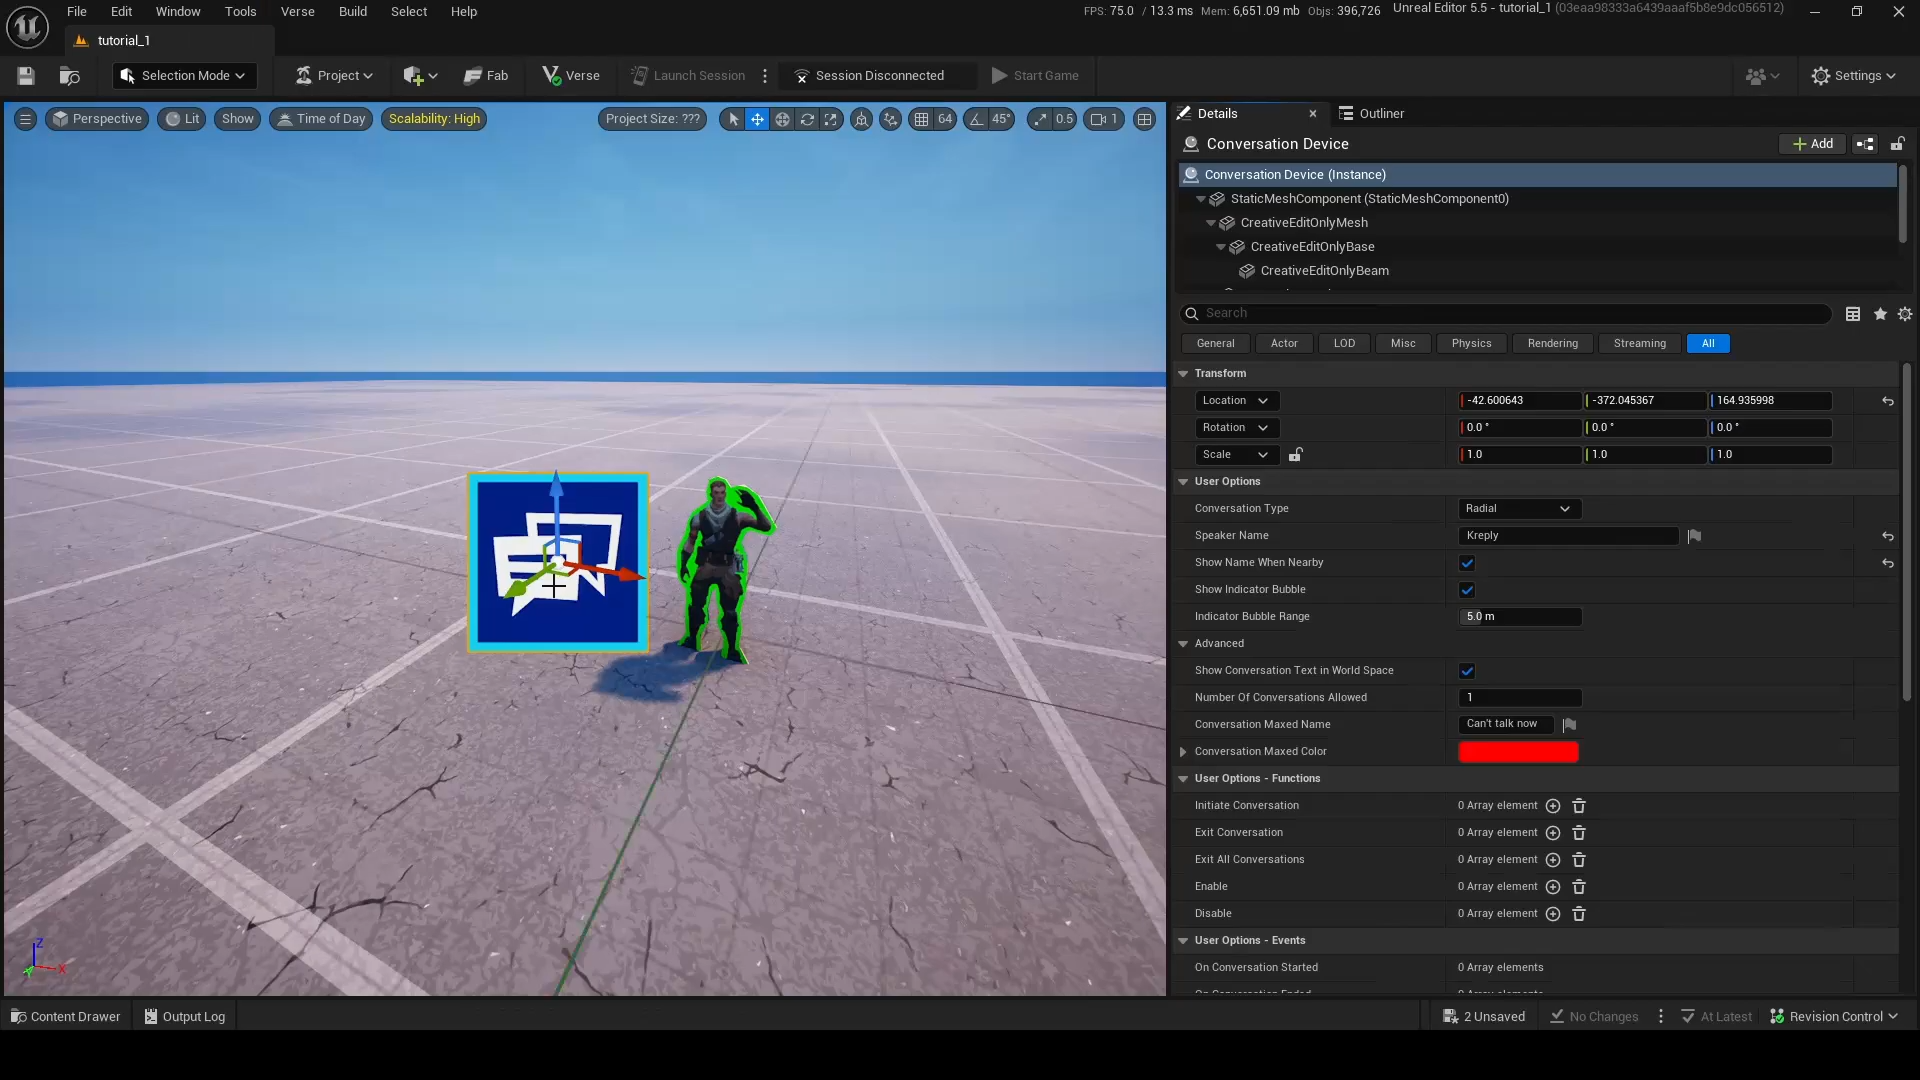 File Edit Window Tools Verse Build Select Help
FPS: 75.0 / 13.3 ms Mem: 6,651.09 mb Objs: 396,726 Unreal Editor 5.5 - tutorial_1 (03eaa98333a6439aaaf5b8e9dc056512)
tutorial_1
Selection Mode Project Fab Verse Launch Session Session Disconnected Start Game Settings
Perspective Lit Show Time of Day Scalability: High Project Size: ??? 64 45° 0.5 1
Details Outliner
Conversation Device Add
Conversation Device (Instance)
StaticMeshComponent (StaticMeshComponent0)
CreativeEditOnlyMesh
CreativeEditOnlyBase
CreativeEditOnlyBeam
Search
General Actor LOD Misc Physics Rendering Streaming All
Transform
Location -42.600643 -372.045367 164.935998
Rotation 0.0 ° 0.0 ° 0.0 °
Scale 1.0 1.0 1.0
User Options
Conversation Type Radial
Speaker Name Kreply
Show Name When Nearby
Show Indicator Bubble
Indicator Bubble Range 5.0 m
Advanced
Show Conversation Text in World Space
Number Of Conversations Allowed 1
Conversation Maxed Name Can't talk now
Conversation Maxed Color
User Options - Functions
Initiate Conversation 0 Array element
Exit Conversation 0 Array element
Exit All Conversations 0 Array element
Enable 0 Array element
Disable 0 Array element
User Options - Events
On Conversation Started 0 Array elements
On Conversation Ended 0 Array elements
Z
X
Y
Content Drawer Output Log 2 Unsaved No Changes At Latest Revision Control